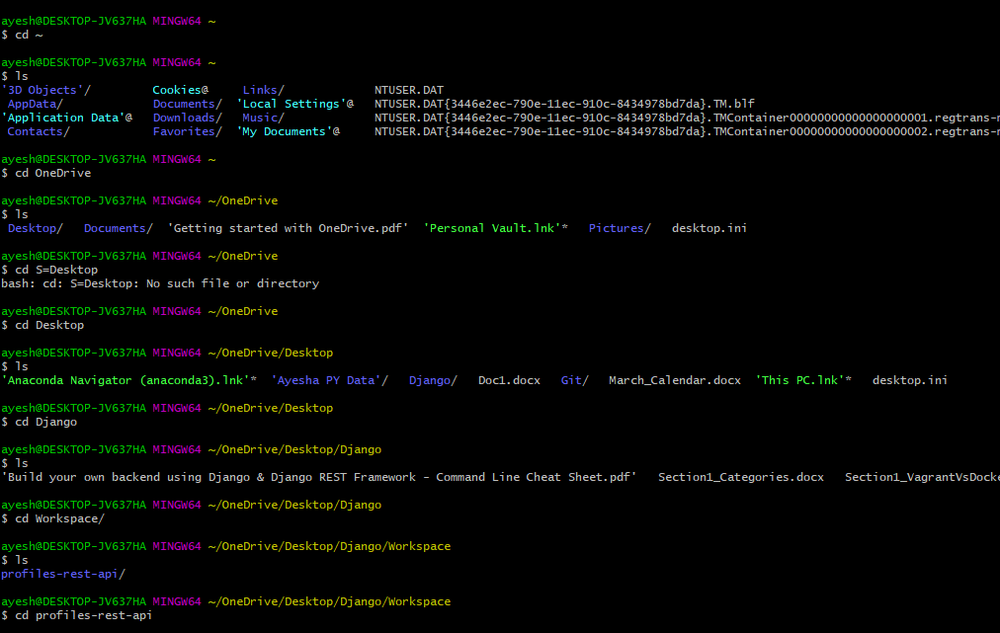 ayesh@DESKTOP-JV637HA MINGW64 ~
$ cd ~
ayesh@DESKTOP-JV637HA MINGW64 ~
$ ls
'3D Objects'/ Cookies@ Links/ NTUSER.DAT
AppData/ Documents/ 'Local Settings'@ NTUSER.DAT{3446e2ec-790e-11ec-910c-8434978bd7da}.TM.blf
'Application Data'@ Downloads/ Music/ NTUSER.DAT{3446e2ec-790e-11ec-910c-8434978bd7da}.TMContainer00000000000000000001.regtrans-
Contacts/ Favorites/ 'My Documents'@ NTUSER.DAT{3446e2ec-790e-11ec-910c-8434978bd7da}.TMContainer00000000000000000002.regtrans-
ayesh@DESKTOP-JV637HA MINGW64 ~
$ cd OneDrive
ayesh@DESKTOP-JV637HA MINGW64 ~/OneDrive
$ ls
Desktop/ Documents/ 'Getting started with OneDrive.pdf' 'Personal Vault.lnk'* Pictures/ desktop.ini
ayesh@DESKTOP-JV637HA MINGW64 ~/OneDrive
$ cd S=Desktop
bash: cd: S=Desktop: No such file or directory
ayesh@DESKTOP-JV637HA MINGW64 ~/OneDrive
$ cd Desktop
ayesh@DESKTOP-JV637HA MINGW64 ~/OneDrive/Desktop
$ ls
'Anaconda Navigator (anaconda3).lnk'* 'Ayesha PY Data'/ Django/ Doc1.docx Git/ March_Calendar.docx 'This PC.lnk'* desktop.ini
ayesh@DESKTOP-JV637HA MINGW64 ~/OneDrive/Desktop
$ cd Django
ayesh@DESKTOP-JV637HA MINGW64 ~/OneDrive/Desktop/Django
$ ls
'Build your own backend using Django & Django REST Framework - Command Line Cheat Sheet.pdf' Section1_Categories.docx Section1_VagrantVsDocke
ayesh@DESKTOP-JV637HA MINGW64 ~/OneDrive/Desktop/Django
$ cd Workspace/
ayesh@DESKTOP-JV637HA MINGW64 ~/OneDrive/Desktop/Django/Workspace
$ ls
profiles-rest-api/
ayesh@DESKTOP-JV637HA MINGW64 ~/OneDrive/Desktop/Django/Workspace
$ cd profiles-rest-api